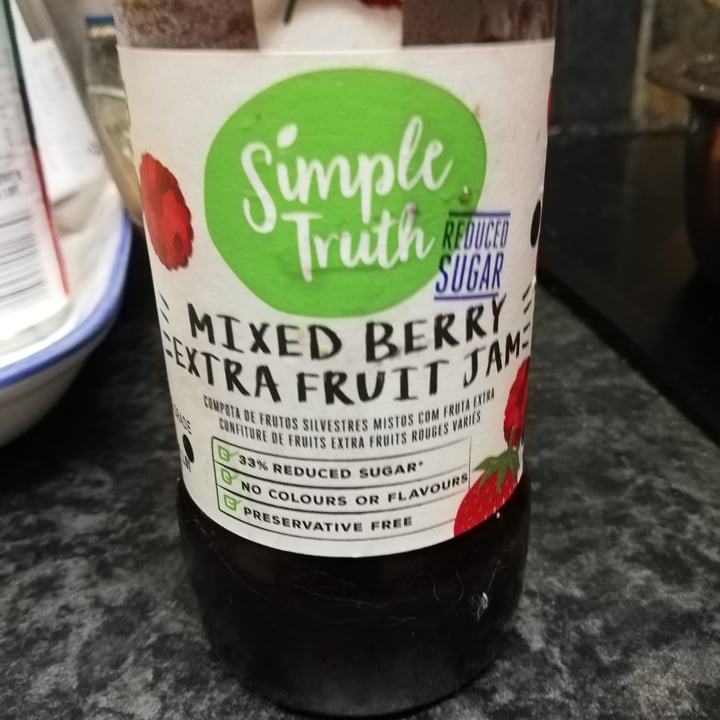 Simple
Truth
REDUCED
SUGAR
MIXED BERRY
EXTRA FRUIT JAM
COMPOTA DE FRUTOS SILVESTRES MISTOS COM FRUTA EXTRA
CONFITURE DE FRUITS EXTRA FRUITS ROUGES VARIÉS
33% REDUCED SUGAR*
NO COLOURS OR FLAVOURS
PRESERVATIVE FREE